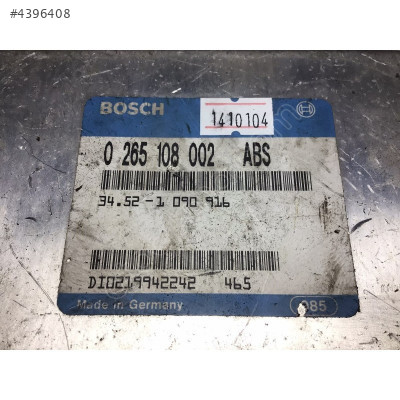 #4396408
BOSCH
1410104
0 265 108 002 ABS
34.52-1 090 916
DI0219942242 465
Made in Germany
085